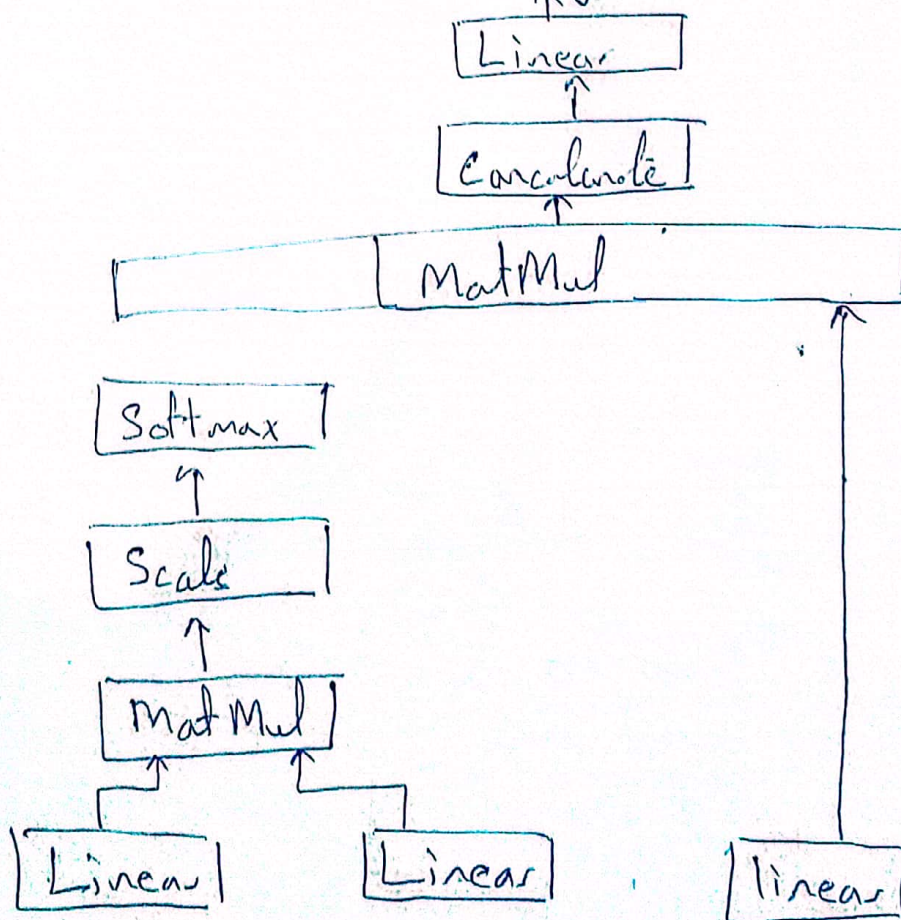 Linear
Concatenate
MatMul
Softmax
Scale
MatMul
Linear Linear linear